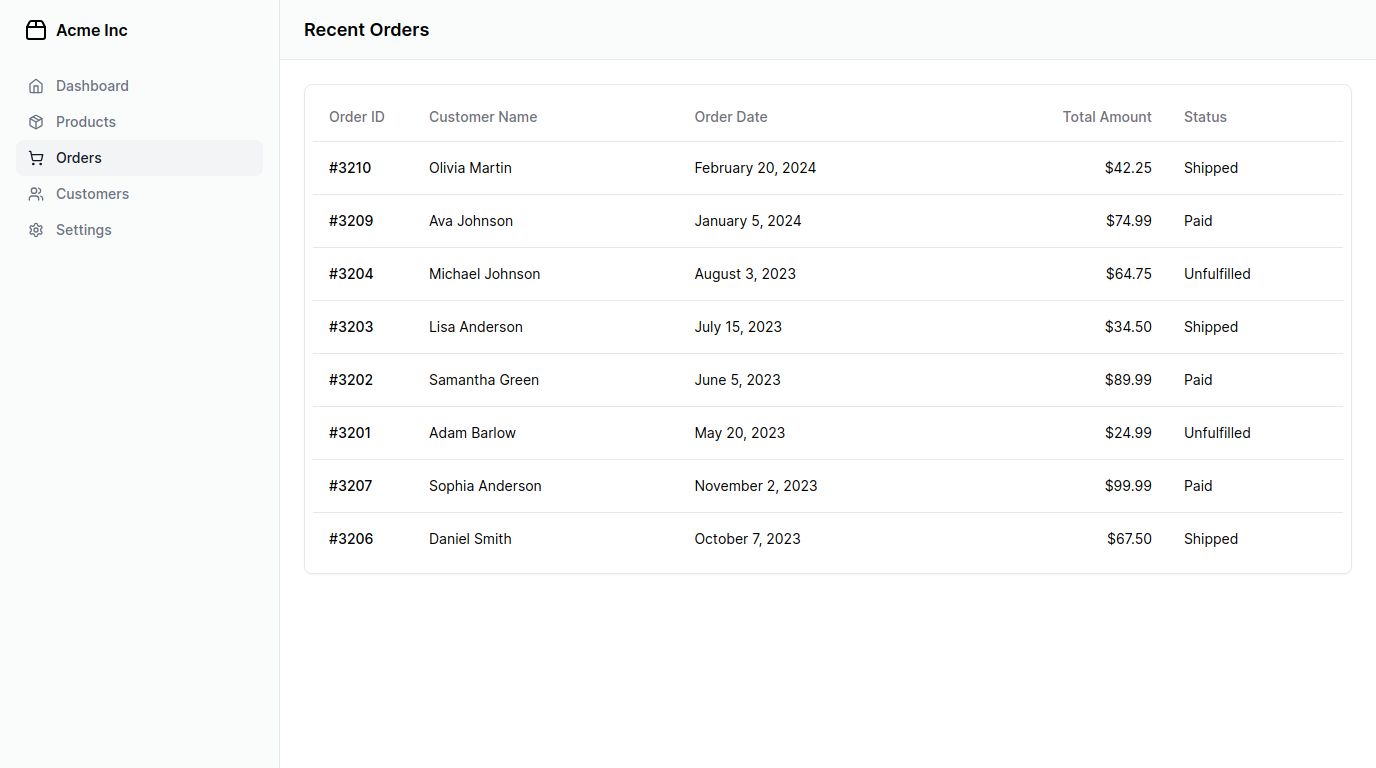 Acme Inc
Dashboard
Products
Orders
Customers
Settings
Recent Orders
Order ID Customer Name Order Date Total Amount Status
#3210 Olivia Martin February 20, 2024 $42.25 Shipped
#3209 Ava Johnson January 5, 2024 $74.99 Paid
#3204 Michael Johnson August 3, 2023 $64.75 Unfulfilled
#3203 Lisa Anderson July 15, 2023 $34.50 Shipped
#3202 Samantha Green June 5, 2023 $89.99 Paid
#3201 Adam Barlow May 20, 2023 $24.99 Unfulfilled
#3207 Sophia Anderson November 2, 2023 $99.99 Paid
#3206 Daniel Smith October 7, 2023 $67.50 Shipped